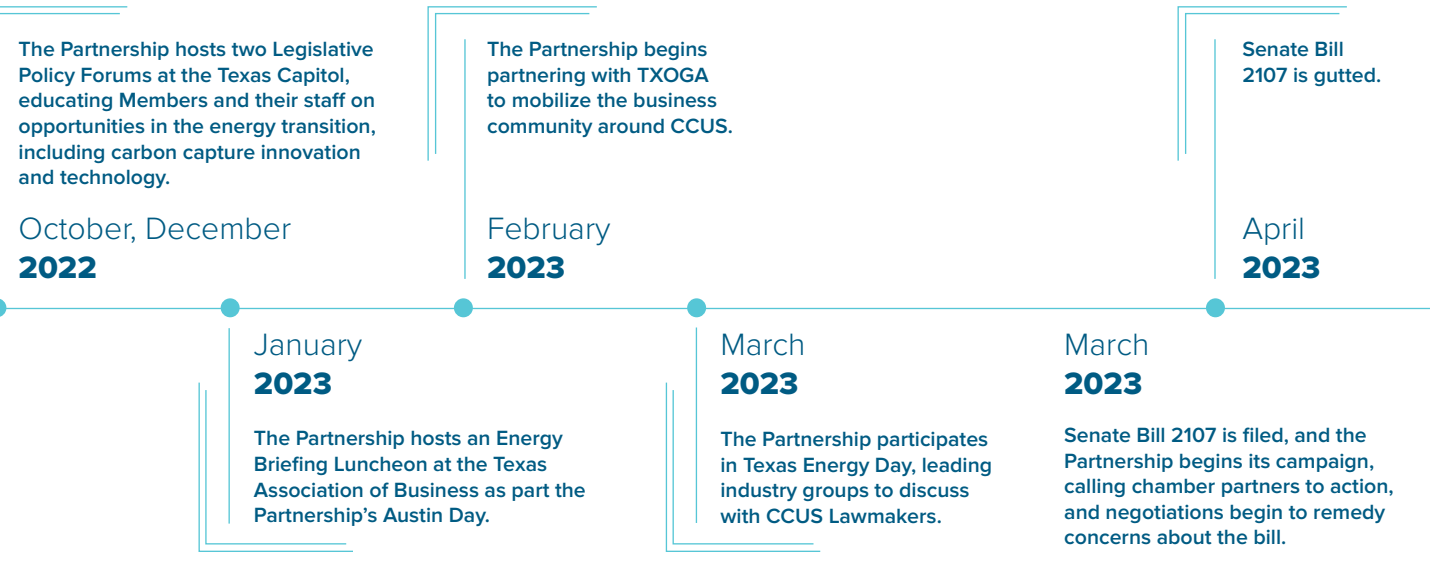 The Partnership hosts two Legislative
Policy Forums at the Texas Capitol,
educating Members and their staff on
opportunities in the energy transition,
including carbon capture innovation
and technology.
October, December
2022
January
2023
The Partnership hosts an Energy
Briefing Luncheon at the Texas
Association of Business as part the
Partnership’s Austin Day.
The Partnership begins
partnering with TXOGA
to mobilize the business
community around CCUS.
February
2023
March
2023
The Partnership participates
in Texas Energy Day, leading
industry groups to discuss
with CCUS Lawmakers.
March
2023
Senate Bill 2107 is filed, and the
Partnership begins its campaign,
calling chamber partners to action,
and negotiations begin to remedy
concerns about the bill.
Senate Bill
2107 is gutted.
April
2023